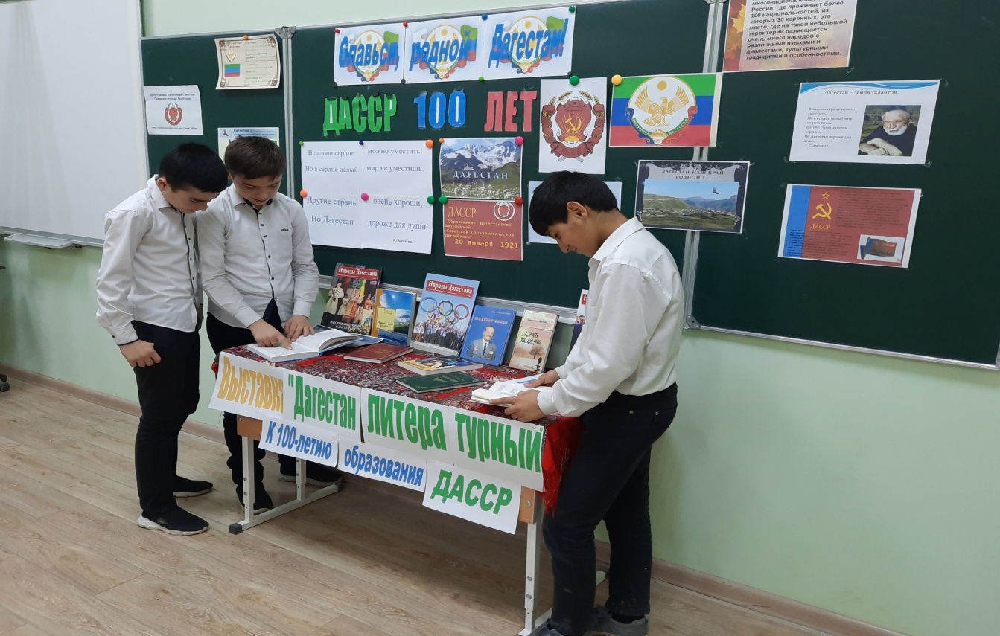 Славься, родной Дагестан!
ДАССР 100 ЛЕТ
Дагестанская Автономная Советская
Социалистическая Республика
В ладони сердце можно уместить,
Но в сердце целый мир не уместишь.
Другие страны очень хороши,
Но Дагестан дороже для души.
Р.Гамзатов.
ДАГЕСТАН
ДАССР
Образование Дагестанской
Автономной
Советской Социалистической
республики
20 января 1921
ДАГЕСТАН-НАШ КРАЙ
РОДНОЙ !
многонациональный
России, где проживает более
100 национальностей, из
которых 30 коренных, это
место, где на такой небольшой
территории размещается
очень много народов с
различными языками и
диалектами, культурными
традициями и особенностями.
Дагестан – земля талантов.
В ладони сердце можно
уместить,
Но в сердце целый мир
не уместишь.
Другие страны очень
хороши,
Но Дагестан дороже для
души.
Р.Гамзатов
ДАССР
Народы Дагестана
Народы Дагестана
Выставка "Дагестан литера турный"
К 100-летию образования ДАССР